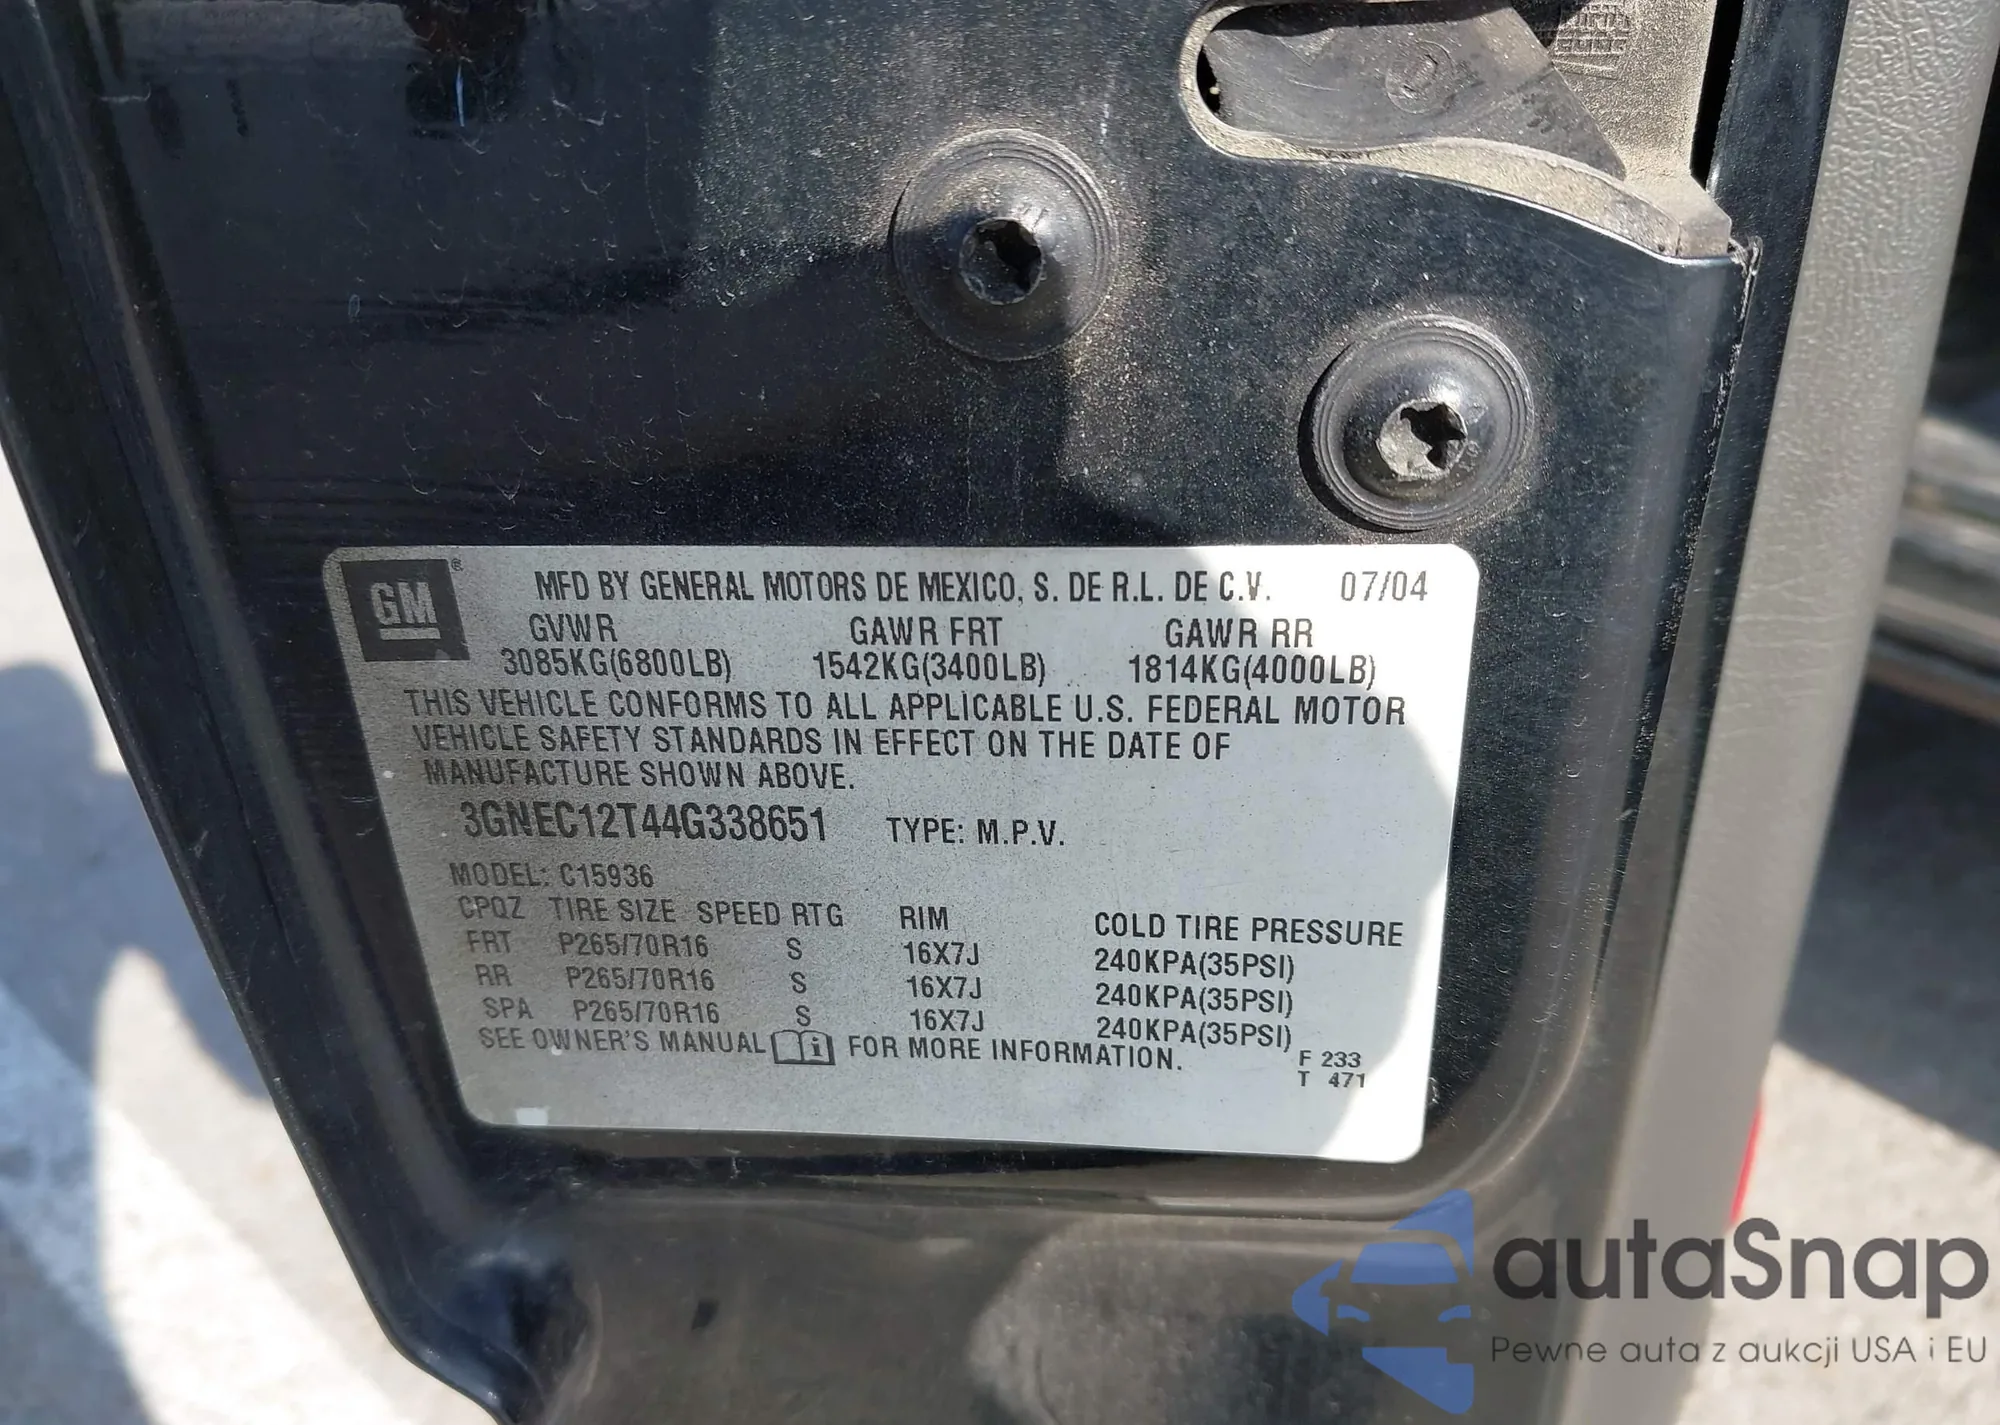 GM ® MFD BY GENERAL MOTORS DE MEXICO, S. DE R.L. DE C.V. 07/04
GVWR GAWR FRT GAWR RR
3085KG(6800LB) 1542KG(3400LB) 1814KG(4000LB)
THIS VEHICLE CONFORMS TO ALL APPLICABLE U.S. FEDERAL MOTOR
VEHICLE SAFETY STANDARDS IN EFFECT ON THE DATE OF
MANUFACTURE SHOWN ABOVE.
3GNEC12T44G338651 TYPE: M.P.V.
MODEL: C15936
CPQZ TIRE SIZE SPEED RTG RIM COLD TIRE PRESSURE
FRT P265/70R16 S 16X7J 240KPA(35PSI)
RR P265/70R16 S 16X7J 240KPA(35PSI)
SPA P265/70R16 S 16X7J 240KPA(35PSI)
SEE OWNER'S MANUAL i FOR MORE INFORMATION.
F 233
T 471
autaSnap
Pewne auta z aukcji USA i EU